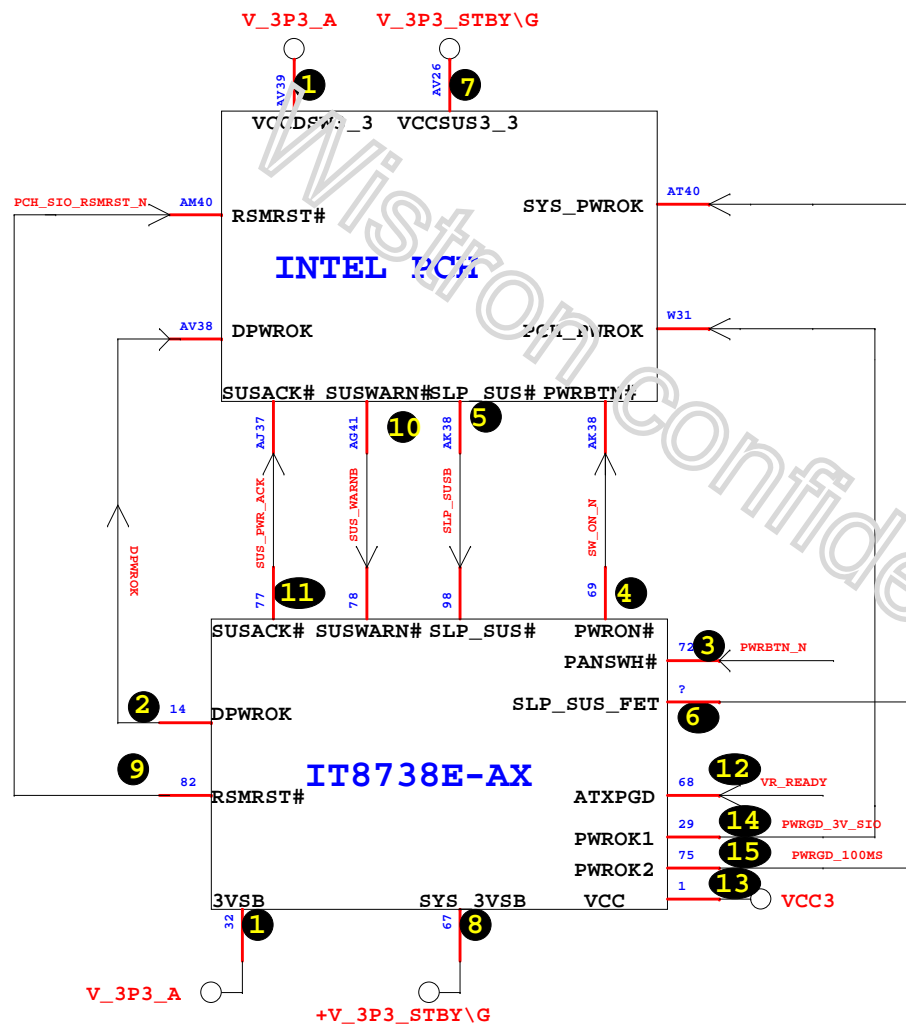 V_3P3_A V_3P3_STBY\G
AV39 1 AV26 7
VCCDSW3_3 VCCSUS3_3
PCH_SIO_RSMRST_N AM40 RSMRST# SYS_PWROK AT40
INTEL PCH
AV38 DPWROK PCH_PWROK W31
SUSACK# SUSWARN# SLP_SUS# PWRBTN#
AJ37 AG41 10 AK38 5 AK38
SUS_PWR_ACK SUS_WARNB SLP_SUSB SW_ON_N
DPWROK
77 11 78 98 69 4
SUSACK# SUSWARN# SLP_SUS# PWRON#
PANSWH# 72 3 PWRBTN_N
2 14 DPWROK SLP_SUS_FET ? 6
IT8738E-AX
9 82 RSMRST# ATXPGD 68 12 VR_READY
PWROK1 29 14 PWRGD_3V_SIO
PWROK2 75 15 PWRGD_100MS
3VSB SYS_3VSB VCC 1 13 VCC3
32 1 67 8
V_3P3_A
+V_3P3_STBY\G
Wistron confide